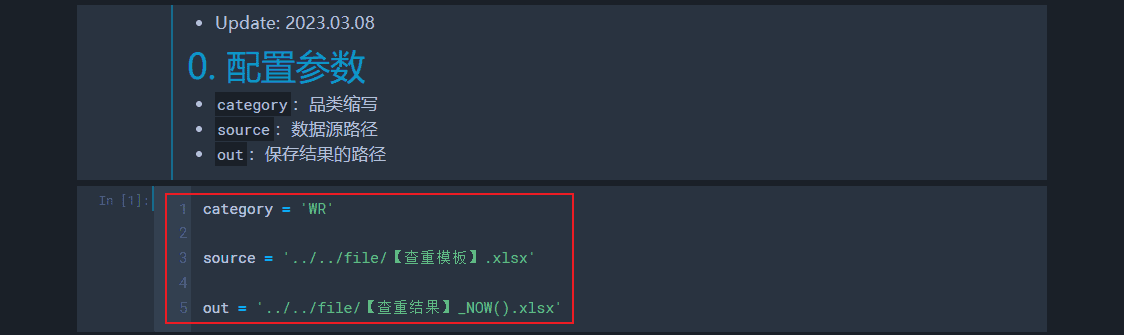 Update: 2023.03.08
0. 配置参数
category：品类缩写
source：数据源路径
out：保存结果的路径
In [1]:
1 category = 'WR'
2
3 source = '../../file/【查重模板】.xlsx'
4
5 out = '../../file/【查重结果】_NOW().xlsx'